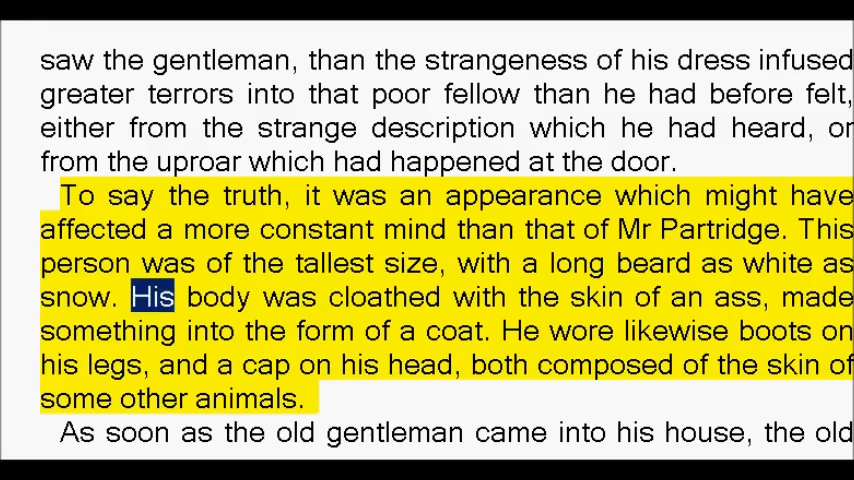 saw the gentleman, than the strangeness of his dress infused
greater terrors into that poor fellow than he had before felt,
either from the strange description which he had heard, or
from the uproar which had happened at the door.
To say the truth, it was an appearance which might have
affected a more constant mind than that of Mr Partridge. This
person was of the tallest size, with a long beard as white as
snow. His body was cloathed with the skin of an ass, made
something into the form of a coat. He wore likewise boots on
his legs, and a cap on his head, both composed of the skin of
some other animals.
As soon as the old gentleman came into his house, the old